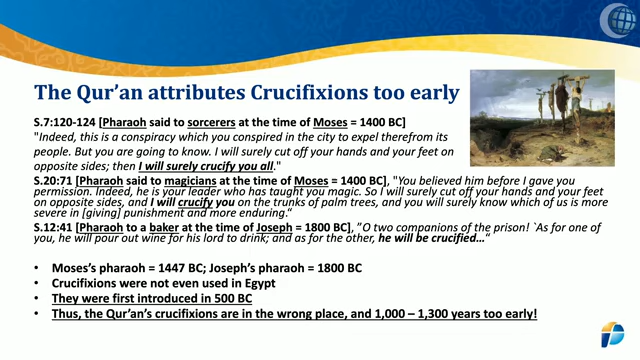 The Qur'an attributes Crucifixions too early
S.7:120-124 [Pharaoh said to sorcerers at the time of Moses = 1400 BC]
"Indeed, this is a conspiracy which you conspired in the city to expel therefrom its
people. But you are going to know. I will surely cut off your hands and your feet on
opposite sides; then I will surely crucify you all."
S.20:71 [Pharaoh said to magicians at the time of Moses = 1400 BC], "You believed him before I gave you
permission. Indeed, he is your leader who has taught you magic. So I will surely cut off your hands and your feet
on opposite sides, and I will crucify you on the trunks of palm trees, and you will surely know which of us is more
severe in [giving] punishment and more enduring."
S.12:41 [Pharaoh to a baker at the time of Joseph = 1800 BC], "O two companions of the prison! `As for one of
you, he will pour out wine for his lord to drink; and as for the other, he will be crucified…"
• Moses's pharaoh = 1447 BC; Joseph's pharaoh = 1800 BC
• Crucifixions were not even used in Egypt
• They were first introduced in 500 BC
• Thus, the Qur'an's crucifixions are in the wrong place, and 1,000 – 1,300 years too early!